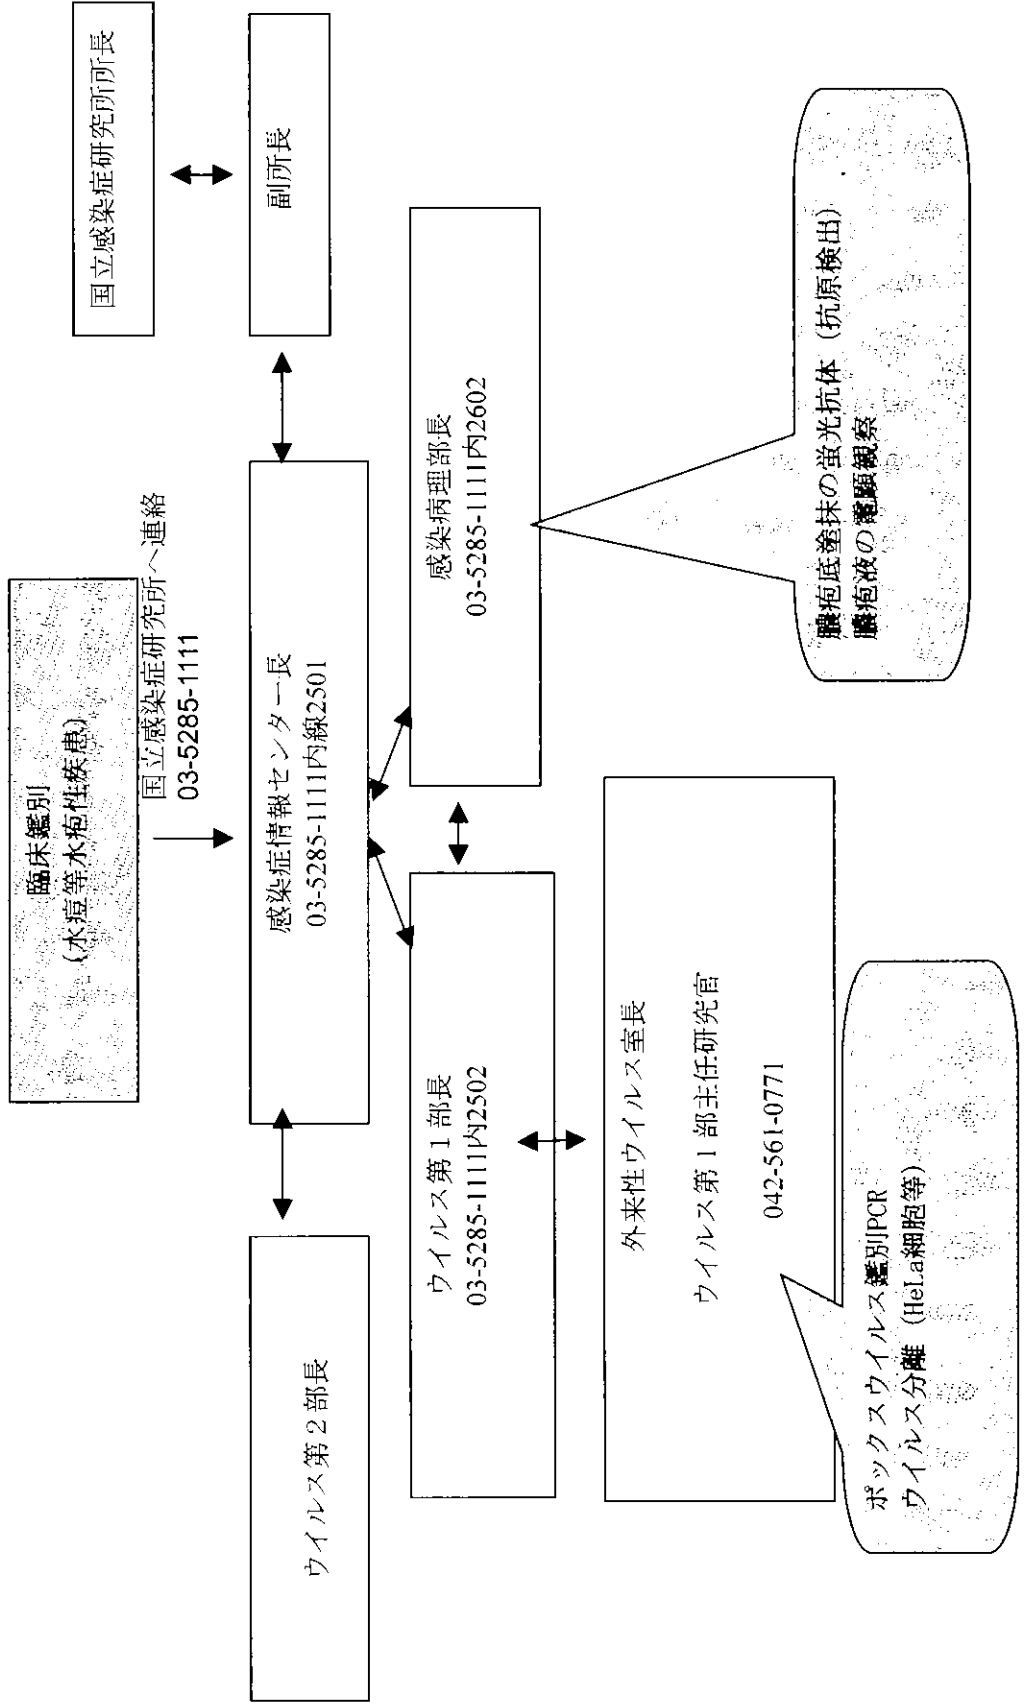 臨床鑑別
(水痘等水疱性疾患)
国立感染症研究所へ連絡
03-5285-1111
国立感染症研究所所長
副所長
感染症情報センター長
03-5285-1111内線2501
ウイルス第2部長
ウイルス第1部長
03-5285-1111内2502
感染病理部長
03-5285-1111内2602
外来性ウイルス室長
ウイルス第1部主任研究官
042-561-0771
ポックスウイルス鑑別PCR
ウイルス分離(HeLa細胞等)
膿疱底塗抹の蛍光抗体(抗原検出)
膿疱液の電顕観察